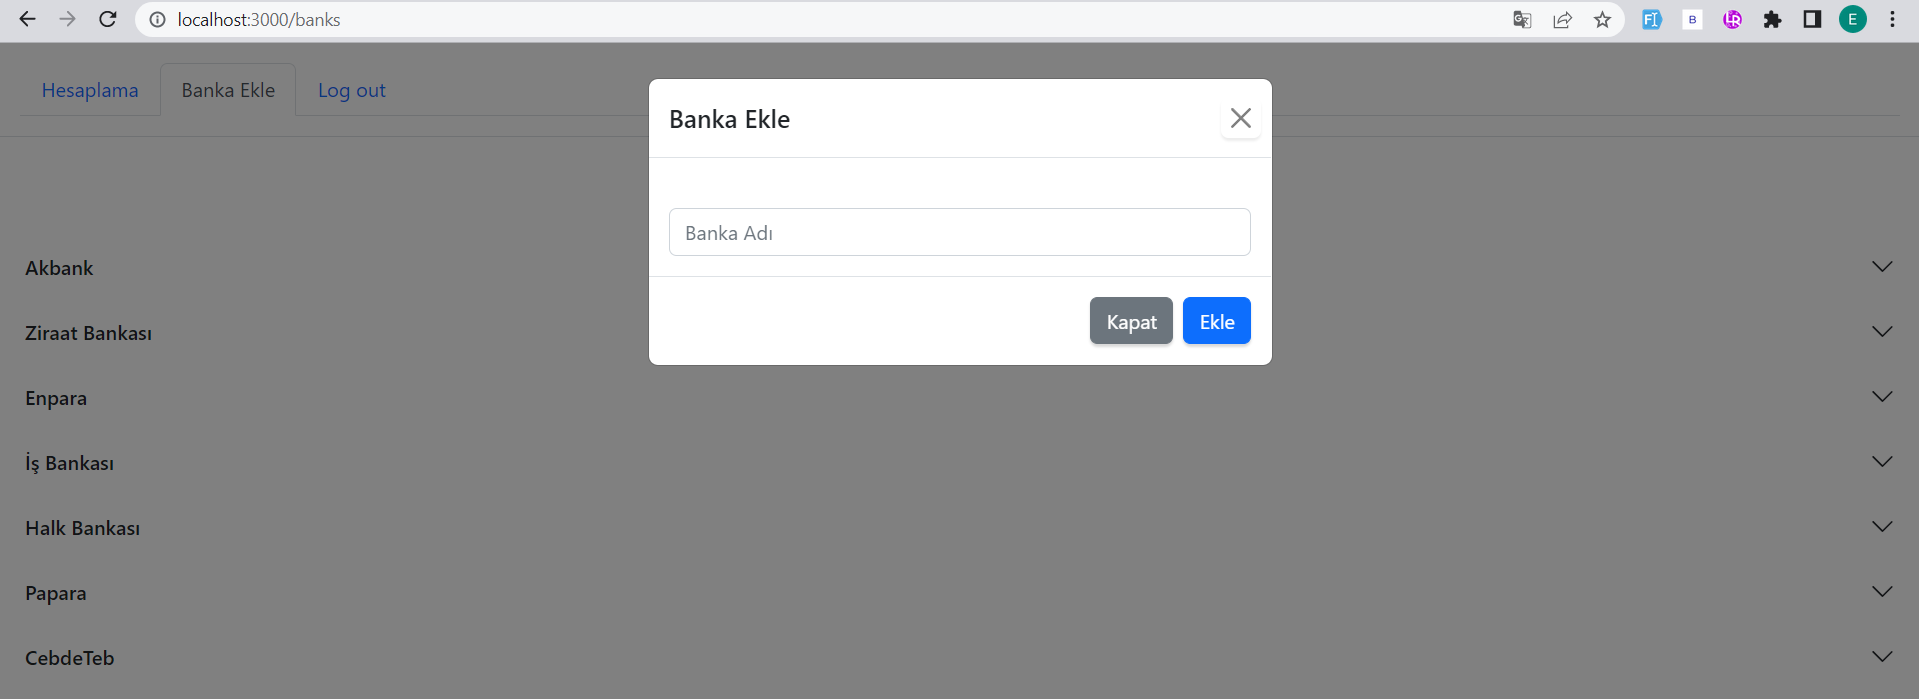 localhost:3000/banks
Hesaplama Banka Ekle Log out
Banka Ekle
Banka Adı
Kapat Ekle
Akbank
Ziraat Bankası
Enpara
İş Bankası
Halk Bankası
Papara
CebdeTeb